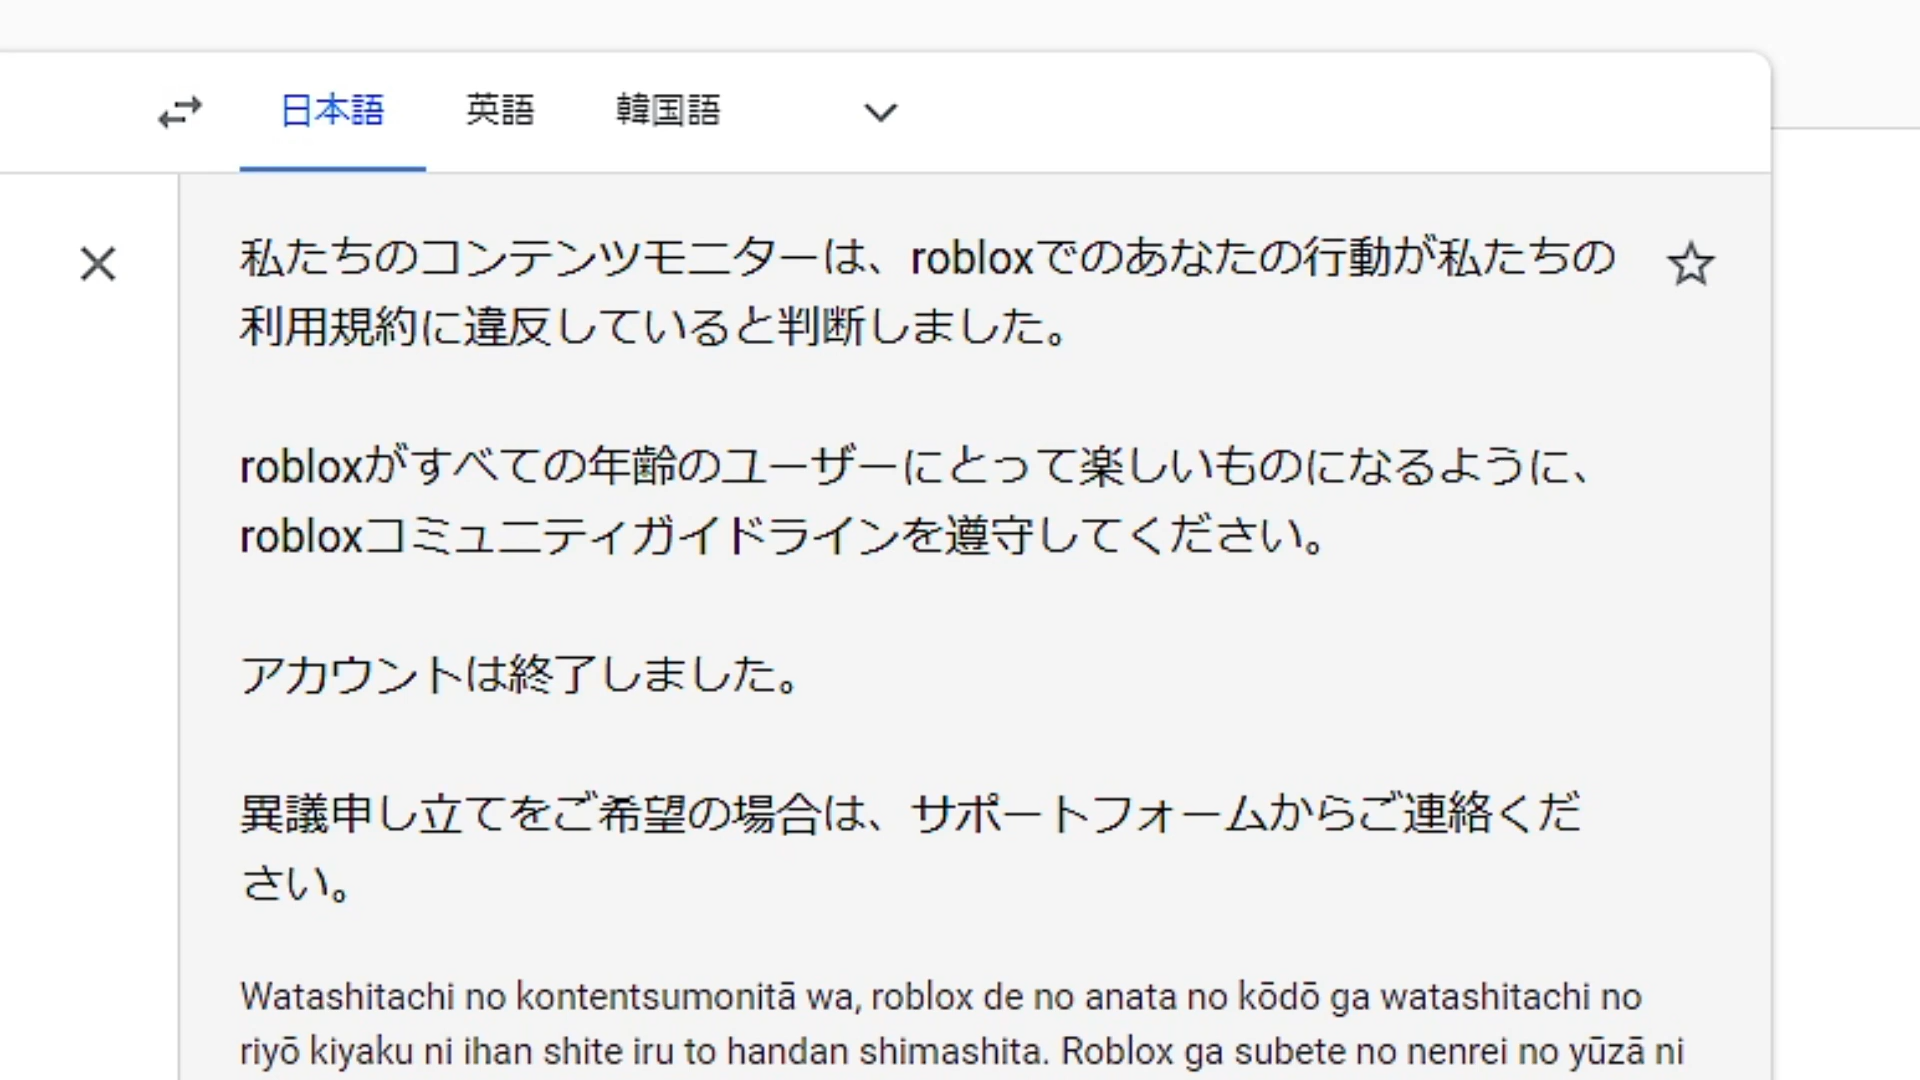 日本語 英語 韓国語
私たちのコンテンツモニターは、robloxでのあなたの行動が私たちの
利用規約に違反していると判断しました。
robloxがすべての年齢のユーザーにとって楽しいものになるように、
robloxコミュニティガイドラインを遵守してください。
アカウントは終了しました。
異議申し立てをご希望の場合は、サポートフォームからご連絡くだ
さい。
Watashitachi no kontentsumonitā wa, roblox de no anata no kōdō ga watashitachi no
riyō kiyaku ni ihan shite iru to handan shimashita. Roblox ga subete no nenrei no yūzā ni